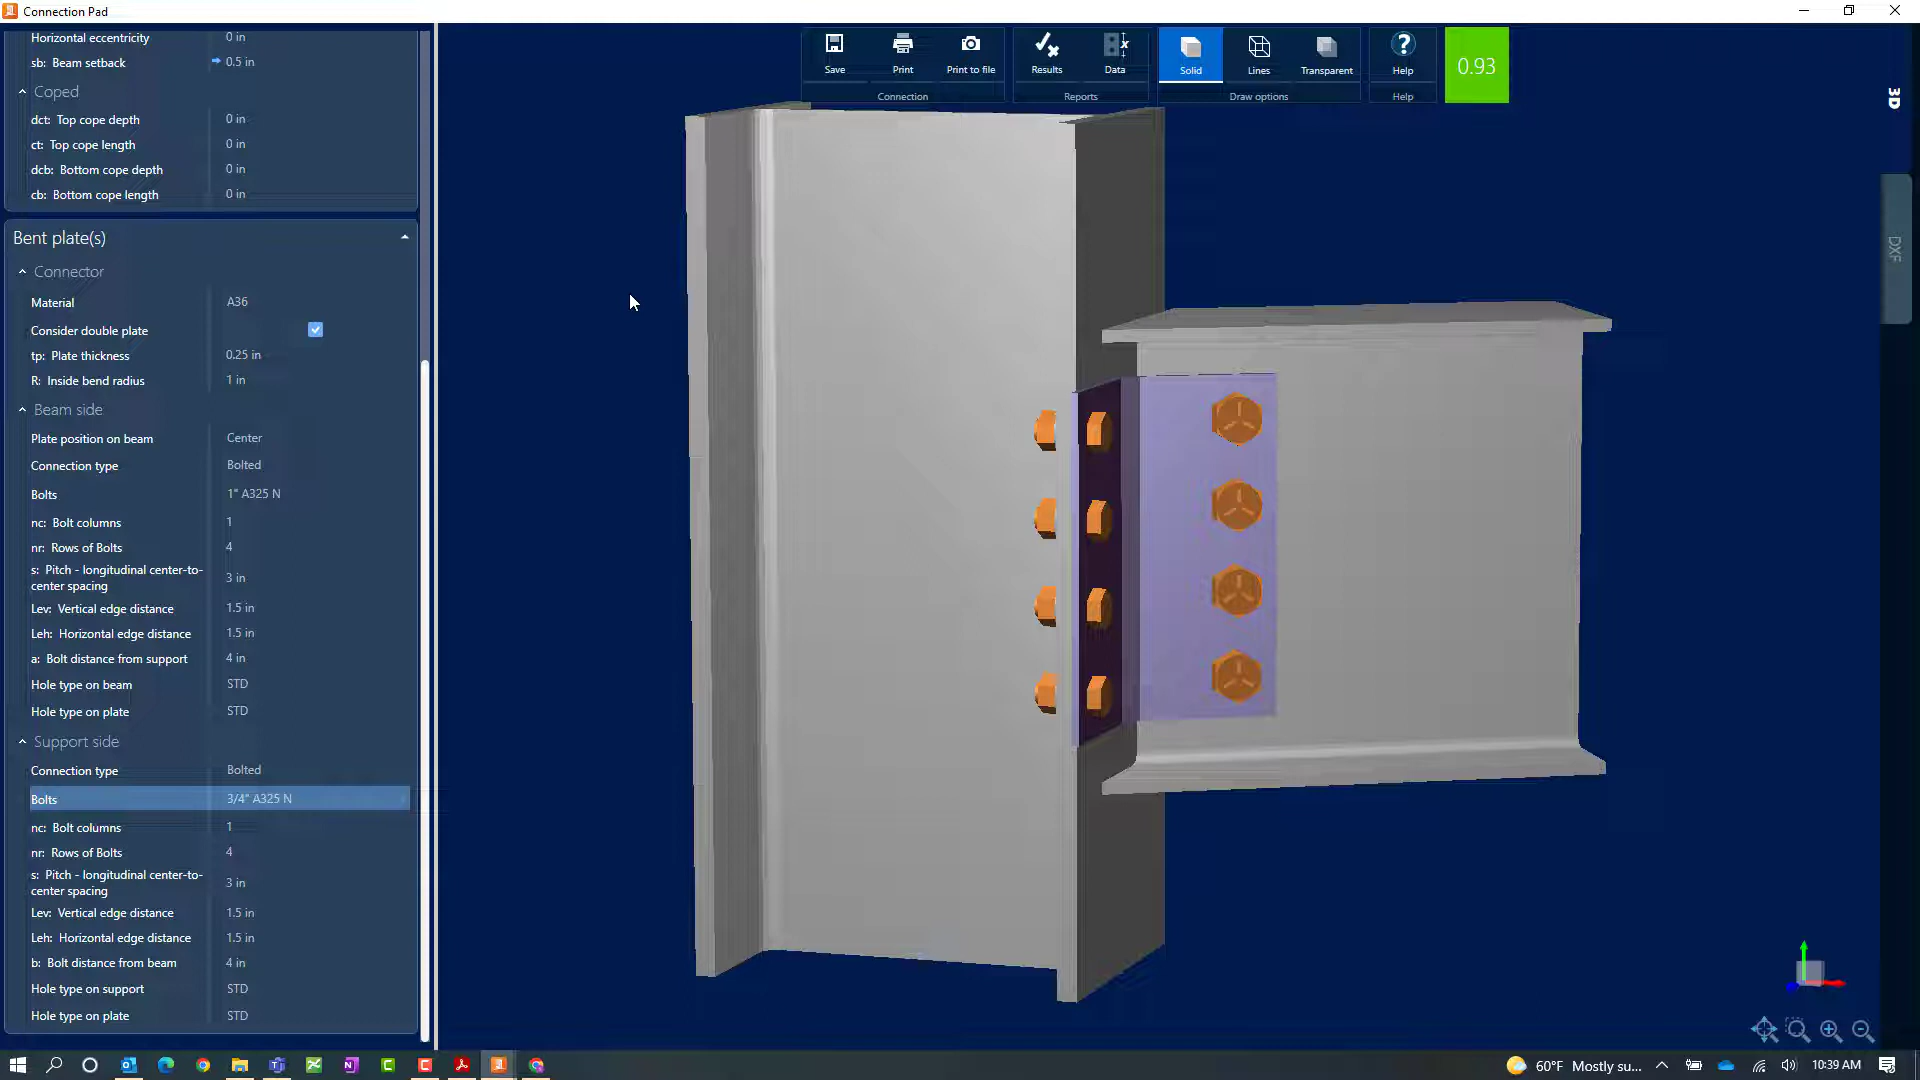 Connection Pad
Horizontal eccentricity 0 in
sb: Beam setback 0.5 in
Coped
dct: Top cope depth 0 in
ct: Top cope length 0 in
dcb: Bottom cope depth 0 in
cb: Bottom cope length 0 in
Bent plate(s)
Connector
Material A36
Consider double plate
tp: Plate thickness 0.25 in
R: Inside bend radius 1 in
Beam side
Plate position on beam Center
Connection type Bolted
Bolts 1" A325 N
nc: Bolt columns 1
nr: Rows of Bolts 4
s: Pitch - longitudinal center-to-
center spacing 3 in
Lev: Vertical edge distance 1.5 in
Leh: Horizontal edge distance 1.5 in
a: Bolt distance from support 4 in
Hole type on beam STD
Hole type on plate STD
Support side
Connection type Bolted
Bolts 3/4" A325 N
nc: Bolt columns 1
nr: Rows of Bolts 4
s: Pitch - longitudinal center-to-
center spacing 3 in
Lev: Vertical edge distance 1.5 in
Leh: Horizontal edge distance 1.5 in
b: Bolt distance from beam 4 in
Hole type on support STD
Hole type on plate STD
Save Print Print to file
Connection
Results Data
Reports
Solid Lines Transparent
Draw options
Help
Help
0.93
3D
DXF
60°F Mostly su...
10:39 AM